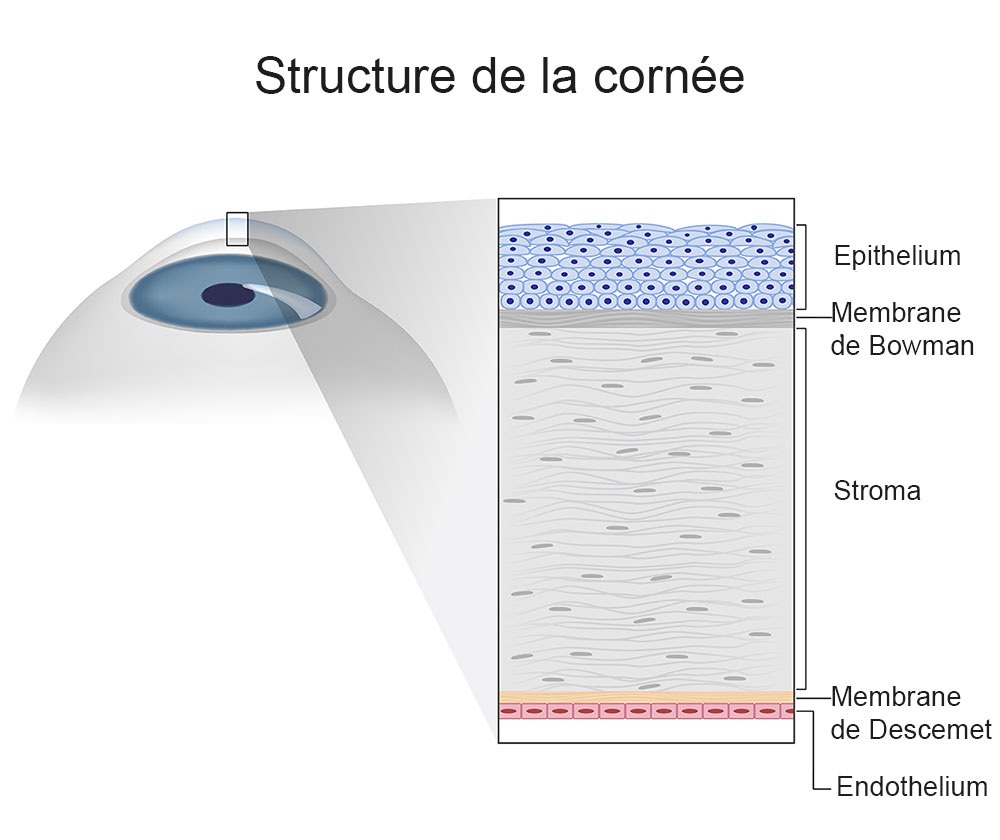 Structure de la cornée
Epithelium
Membrane
de Bowman
Stroma
Membrane
de Descemet
Endothelium